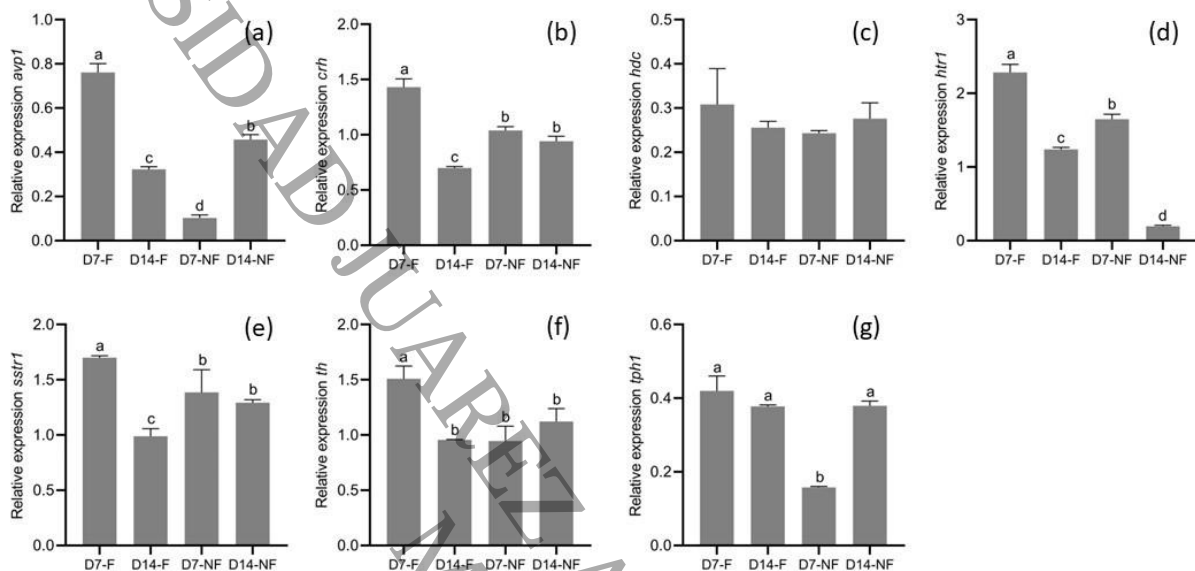 (a)
Relative expression avp1
1.0
0.8
0.6
0.4
0.2
0.0
a
c
d
b
D7-F D14-F D7-NF D14-NF
(b)
Relative expression crh
2.0
1.5
1.0
0.5
0.0
a
c
b
b
D7-F D14-F D7-NF D14-NF
(c)
Relative expression hdc
0.5
0.4
0.3
0.2
0.1
0.0
D7-F D14-F D7-NF D14-NF
(d)
Relative expression htr1
3
2
1
0
a
c
b
d
D7-F D14-F D7-NF D14-NF
(e)
Relative expression sstr1
2.0
1.5
1.0
0.5
0.0
a
c
b
b
D7-F D14-F D7-NF D14-NF
(f)
Relative expression th
2.0
1.5
1.0
0.5
0.0
a
b
b
b
D7-F D14-F D7-NF D14-NF
(g)
Relative expression tph1
0.6
0.4
0.2
0.0
a
a
b
a
D7-F D14-F D7-NF D14-NF
SIDAD JUAREZ